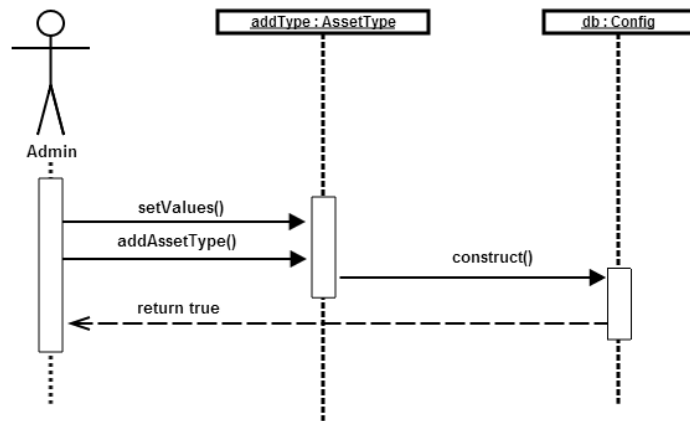 addType : AssetType
db : Config
Admin
setValues()
addAssetType()
construct()
return true